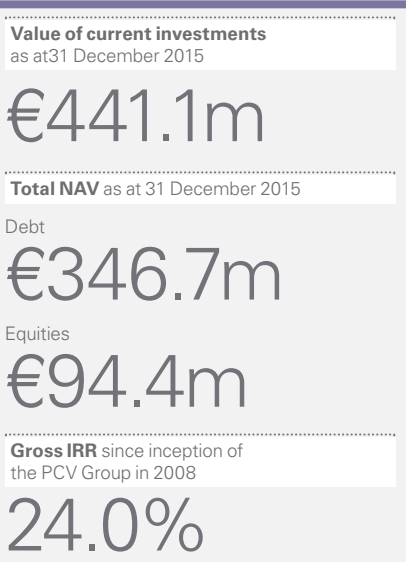 Value of current investments
as at31 December 2015
€441.1m
Total NAV as at 31 December 2015
Debt
€346.7m
Equities
€94.4m
Gross IRR since inception of
the PCV Group in 2008
24.0%